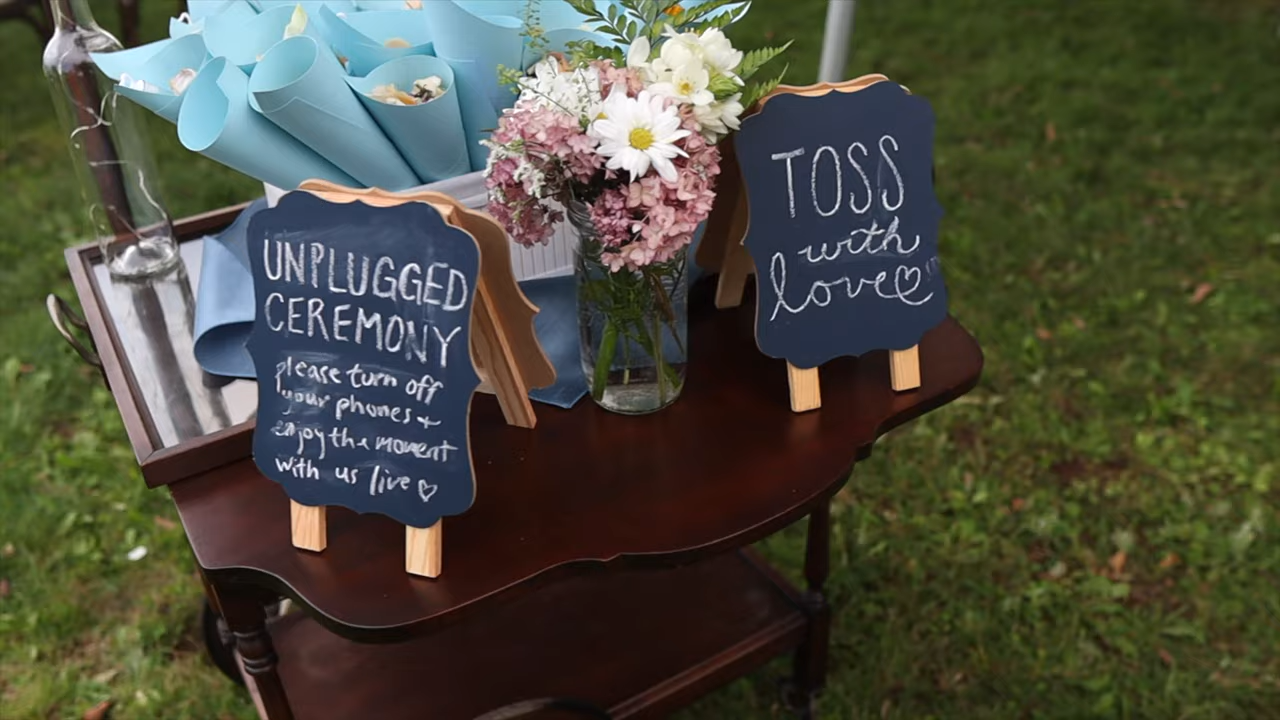 UNPLUGGED
CEREMONY
please turn off
your phones +
enjoy the moment
with us live ♡
TOSS
with
love ♡